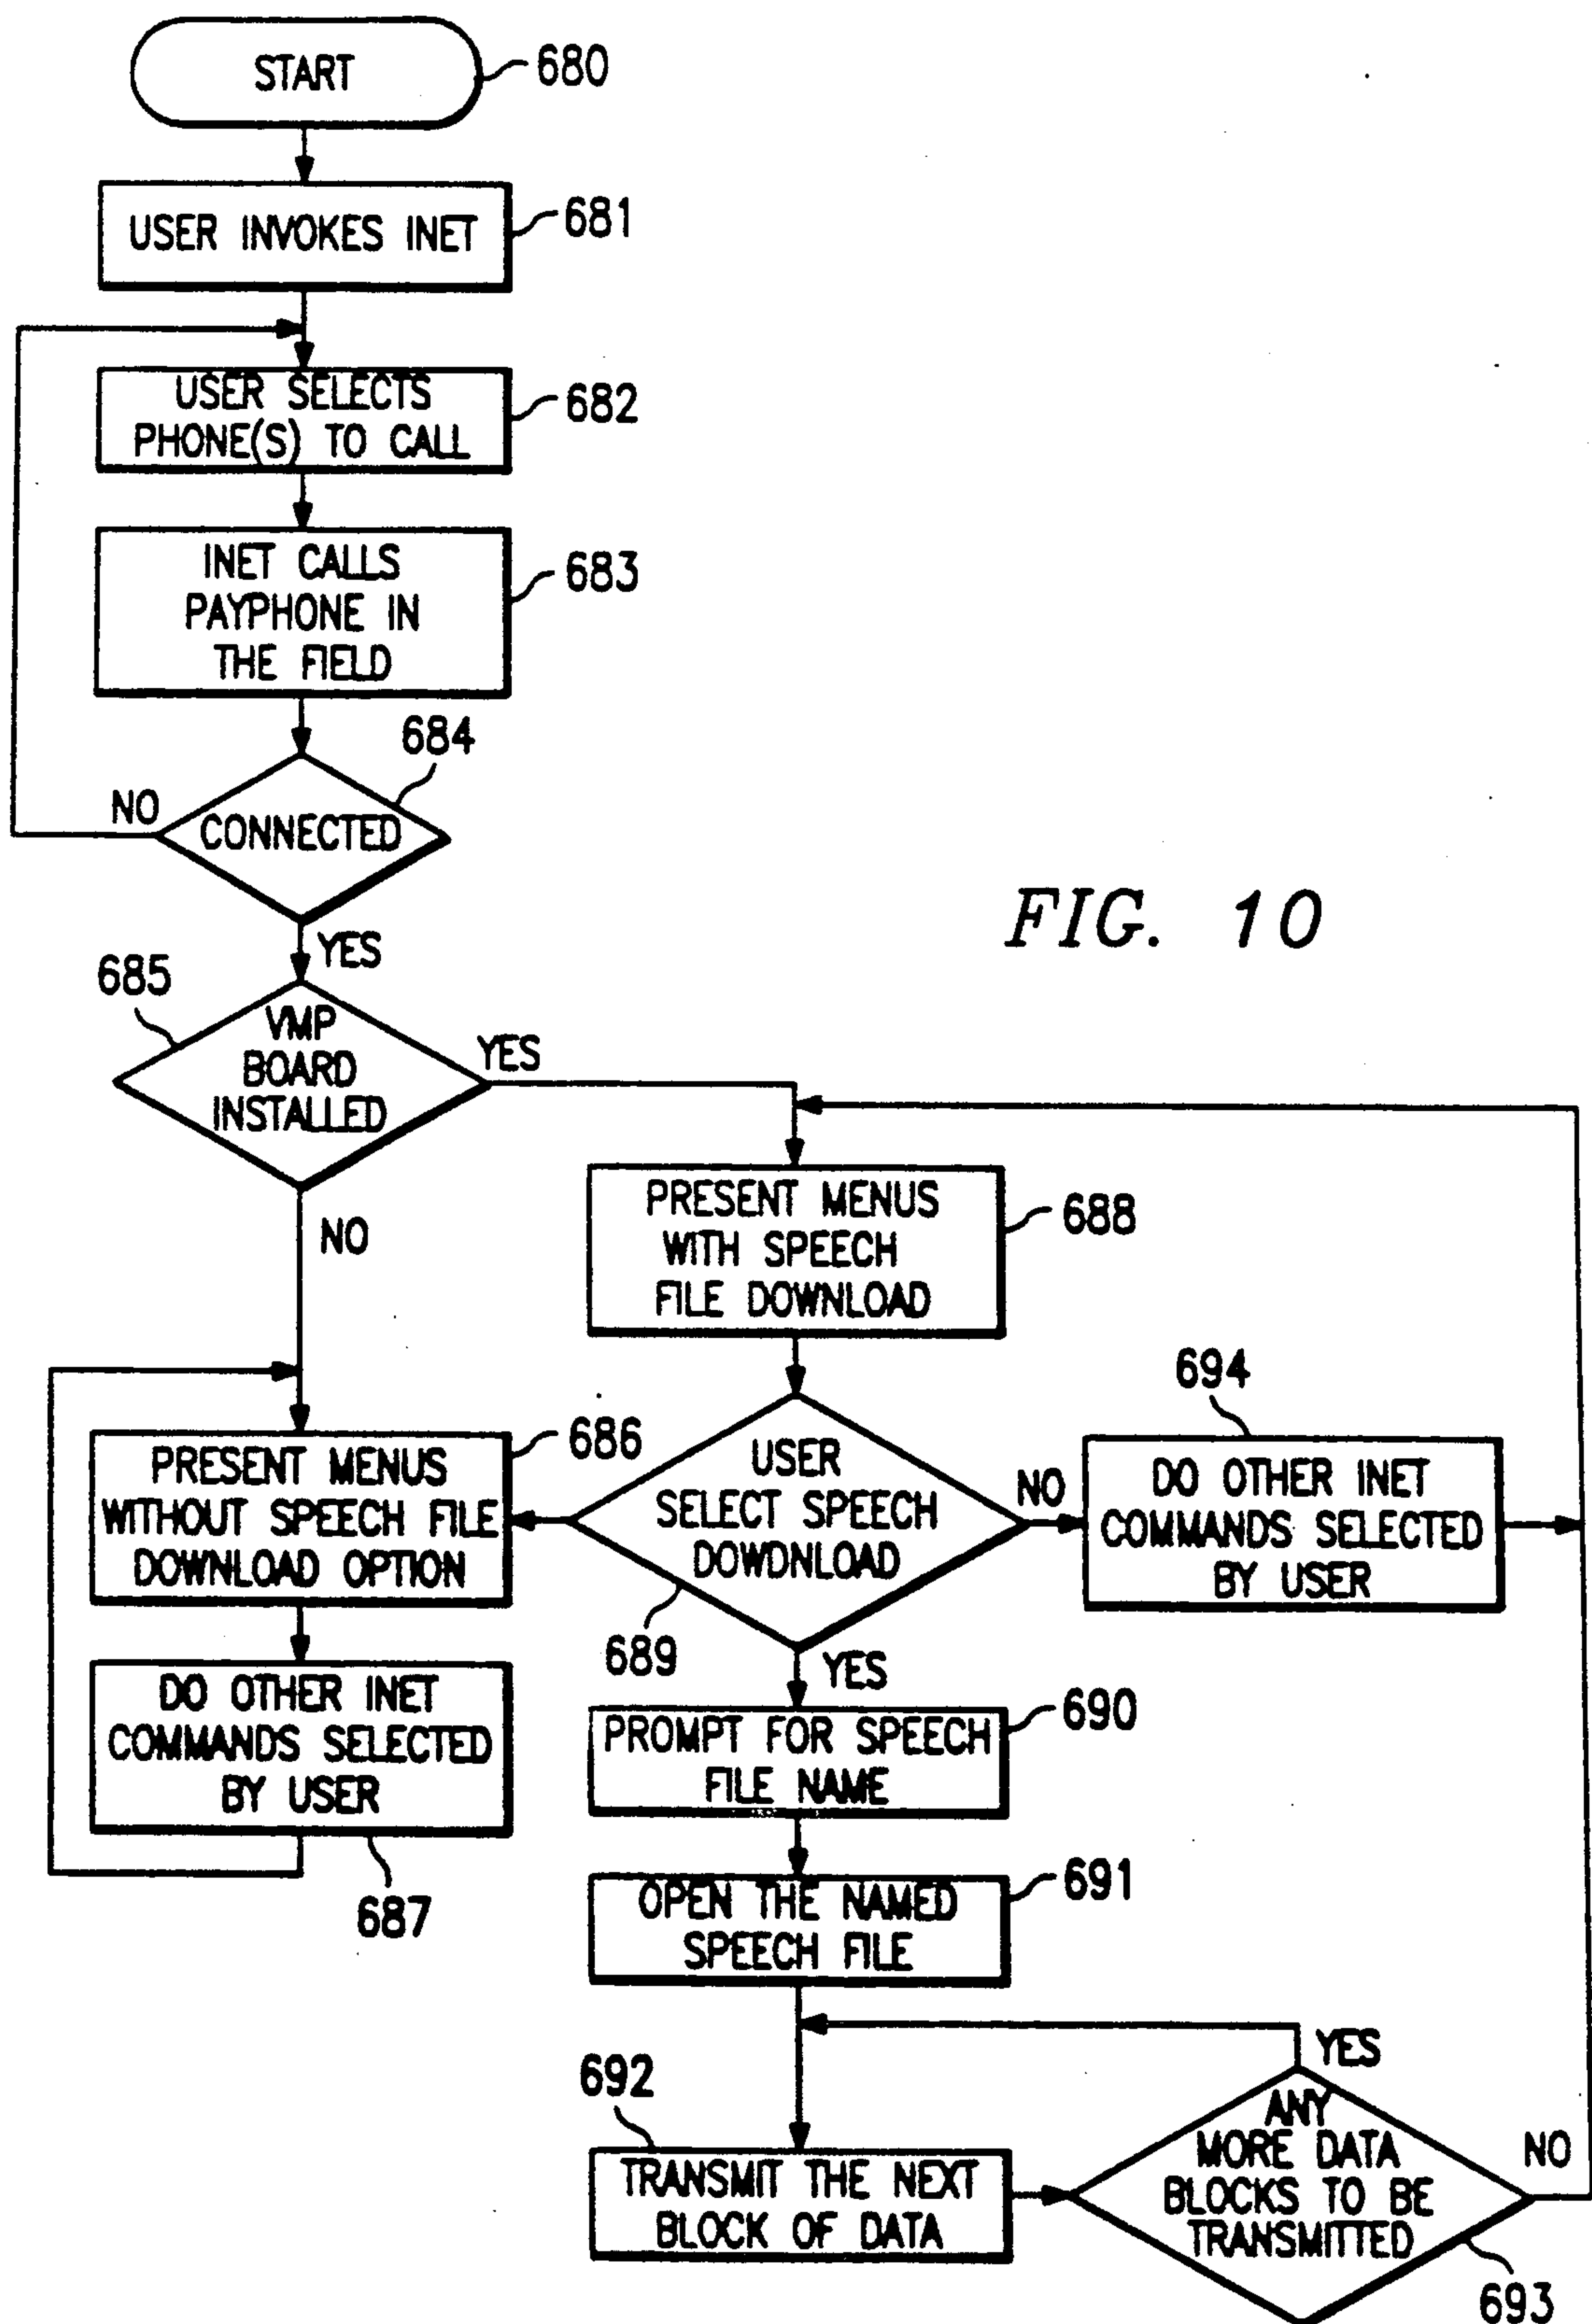 START
680
USER INVOKES INET
681
USER SELECTS
PHONE(S) TO CALL
682
INET CALLS
PAYPHONE IN
THE FIELD
683
684
NO
CONNECTED
FIG. 10
YES
685
VMP
BOARD
INSTALLED
YES
NO
PRESENT MENUS
WITH SPEECH
FILE DOWNLOAD
688
694
PRESENT MENUS
WITHOUT SPEECH FILE
DOWNLOAD OPTION
686
USER
SELECT SPEECH
DOWDNLOAD
NO
DO OTHER INET
COMMANDS SELECTED
BY USER
689
YES
DO OTHER INET
COMMANDS SELECTED
BY USER
687
PROMPT FOR SPEECH
FILE NAME
690
OPEN THE NAMED
SPEECH FILE
691
YES
692
TRANSMIT THE NEXT
BLOCK OF DATA
ANY
MORE DATA
BLOCKS TO BE
TRANSMITTED
NO
693